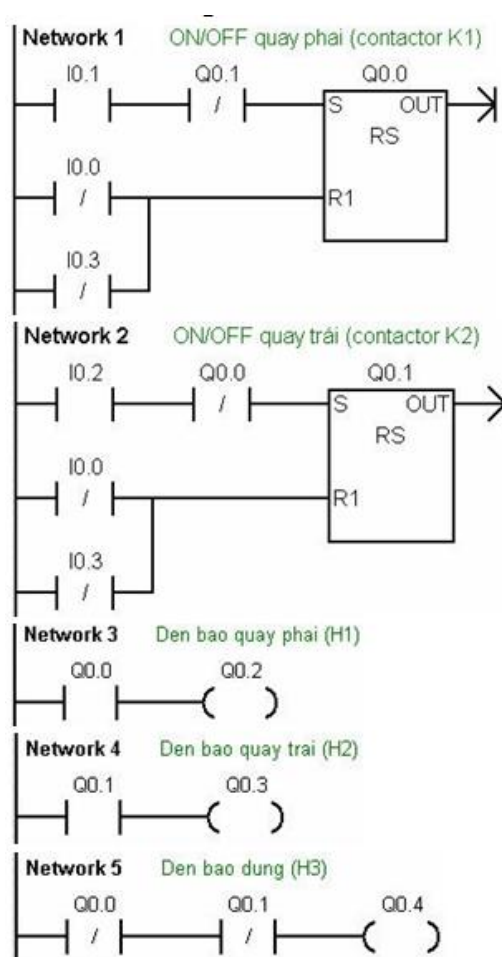 Network 1 ON/OFF quay phai (contactor K1)
I0.1 Q0.1 Q0.0
/ S OUT
RS
I0.0
/ R1
I0.3
/
Network 2 ON/OFF quay trái (contactor K2)
I0.2 Q0.0 Q0.1
/ S OUT
RS
I0.0
/ R1
I0.3
/
Network 3 Den bao quay phai (H1)
Q0.0 Q0.2
Network 4 Den bao quay trai (H2)
Q0.1 Q0.3
Network 5 Den bao dung (H3)
Q0.0 Q0.1 Q0.4
/ /